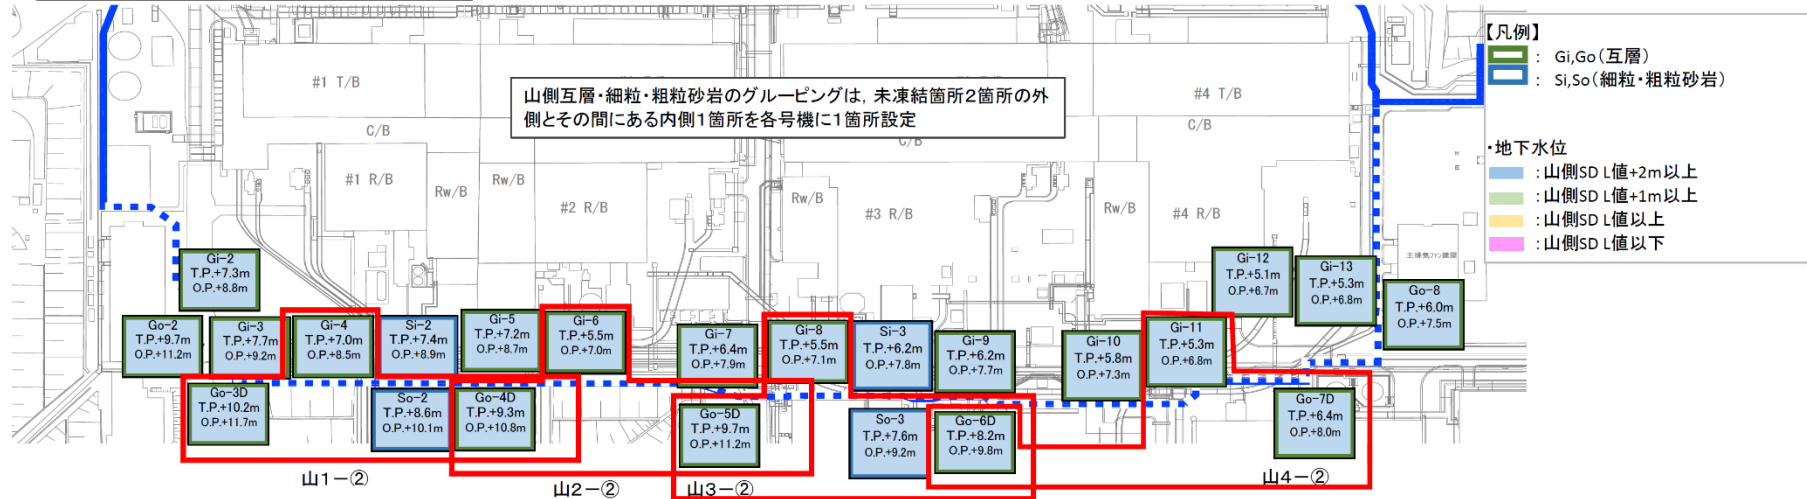 【凡例】
： Gi,Go（互層）
： Si,So（細粒・粗粒砂岩）
・地下水位
：山側SD L値+2m以上
：山側SD L値+1m以上
：山側SD L値以上
：山側SD L値以下
#1 T/B
#4 T/B
山側互層・細粒・粗粒砂岩のグルーピングは，未凍結箇所2箇所の外
側とその間にある内側1箇所を各号機に1箇所設定
C/B
C/B
C/B
#1 R/B
Rw/B
Rw/B
#2 R/B
Rw/B
#3 R/B
Rw/B
#4 R/B
主排気ファン建屋
Gi-2
T.P.+7.3m
O.P.+8.8m
Gi-12
T.P.+5.1m
O.P.+6.7m
Gi-13
T.P.+5.3m
O.P.+6.8m
Go-8
T.P.+6.0m
O.P.+7.5m
Go-2
T.P.+9.7m
O.P.+11.2m
Gi-3
T.P.+7.7m
O.P.+9.2m
Gi-4
T.P.+7.0m
O.P.+8.5m
Si-2
T.P.+7.4m
O.P.+8.9m
Gi-5
T.P.+7.2m
O.P.+8.7m
Gi-6
T.P.+5.5m
O.P.+7.0m
Gi-7
T.P.+6.4m
O.P.+7.9m
Gi-8
T.P.+5.5m
O.P.+7.1m
Si-3
T.P.+6.2m
O.P.+7.8m
Gi-9
T.P.+6.2m
O.P.+7.7m
Gi-10
T.P.+5.8m
O.P.+7.3m
Gi-11
T.P.+5.3m
O.P.+6.8m
Go-3D
T.P.+10.2m
O.P.+11.7m
So-2
T.P.+8.6m
O.P.+10.1m
Go-4D
T.P.+9.3m
O.P.+10.8m
Go-5D
T.P.+9.7m
O.P.+11.2m
So-3
T.P.+7.6m
O.P.+9.2m
Go-6D
T.P.+8.2m
O.P.+9.8m
Go-7D
T.P.+6.4m
O.P.+8.0m
山1－②
山2－②
山3－②
山4－②